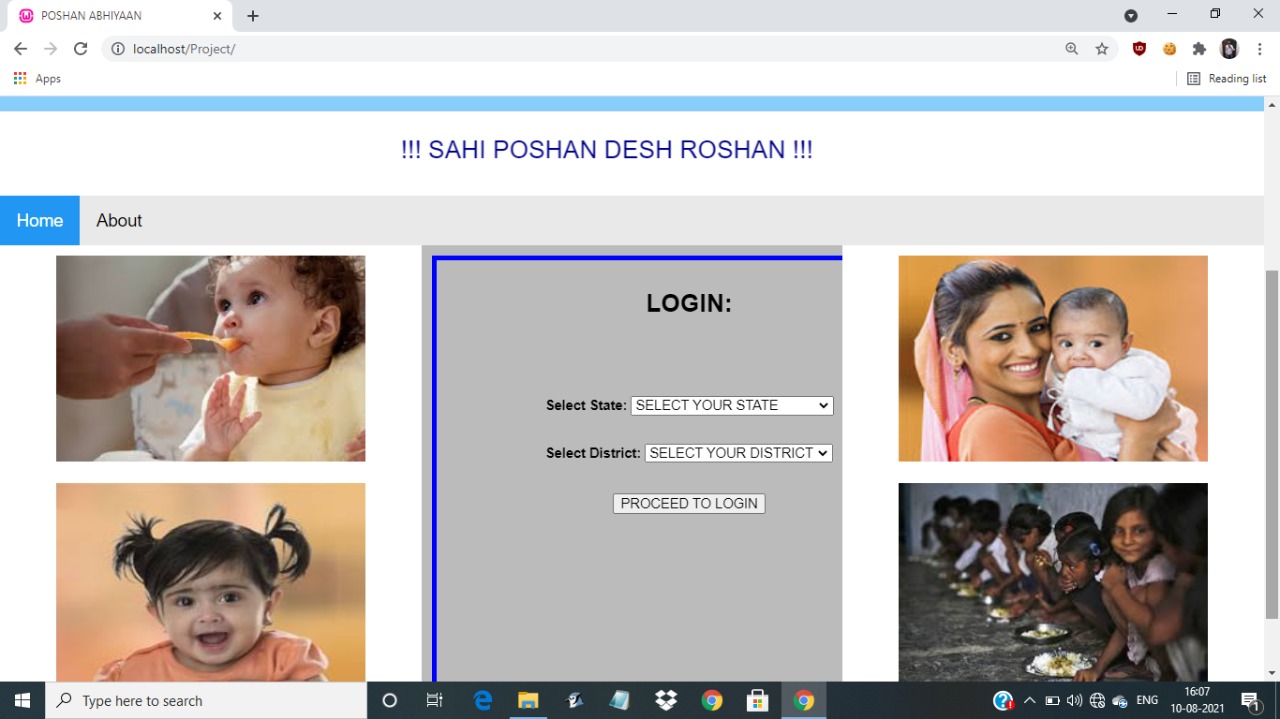 POSHAN ABHIYAAN
localhost/Project/
Apps
Reading list
!!! SAHI POSHAN DESH ROSHAN !!!
Home About
LOGIN:
Select State: SELECT YOUR STATE
Select District: SELECT YOUR DISTRICT
PROCEED TO LOGIN
Type here to search
ENG
16:07
10-08-2021
1